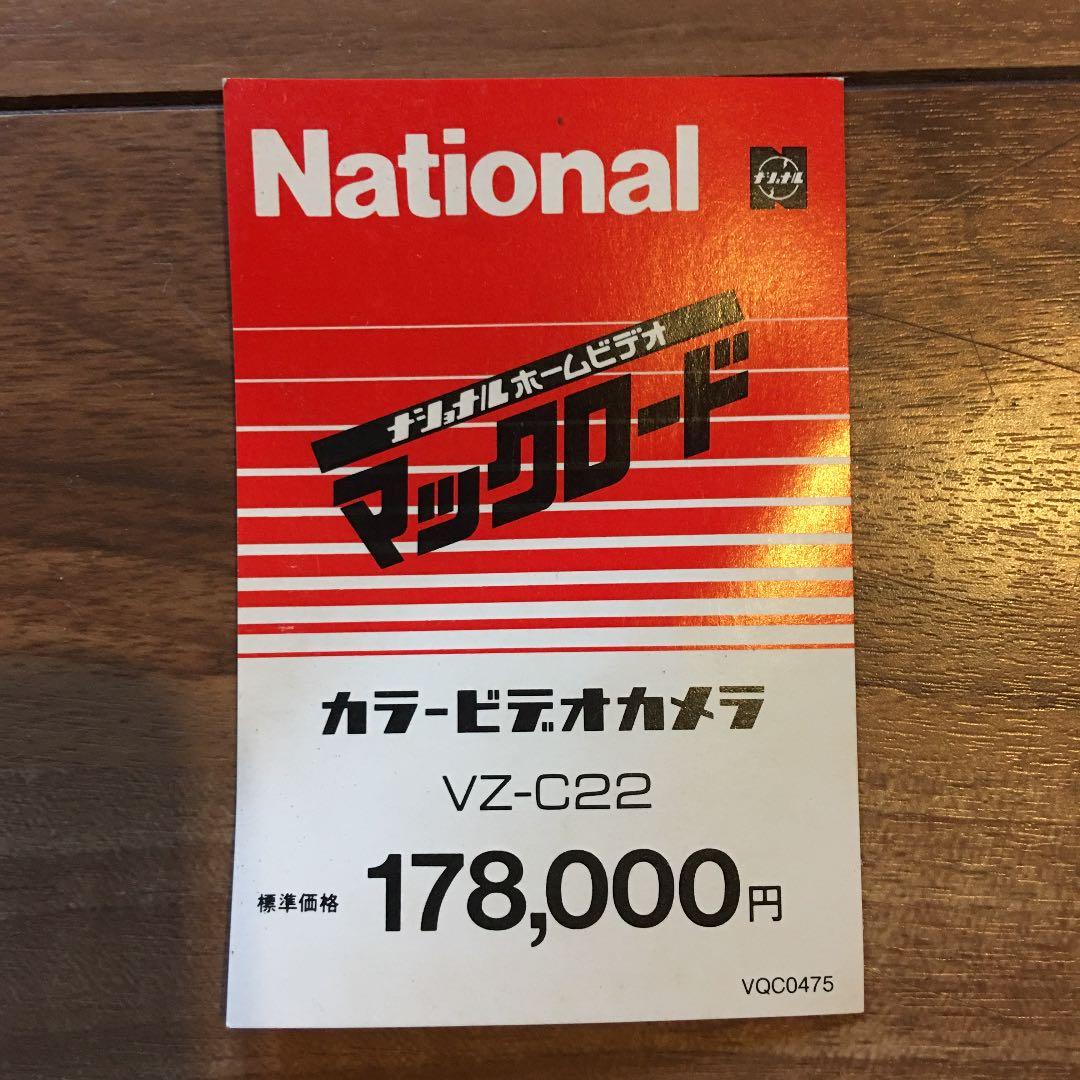 National
ナショナル
ナショナル ホームビデオ
マックロード
カラービデオカメラ
VZ-C22
標準価格 178,000円
VQC0475